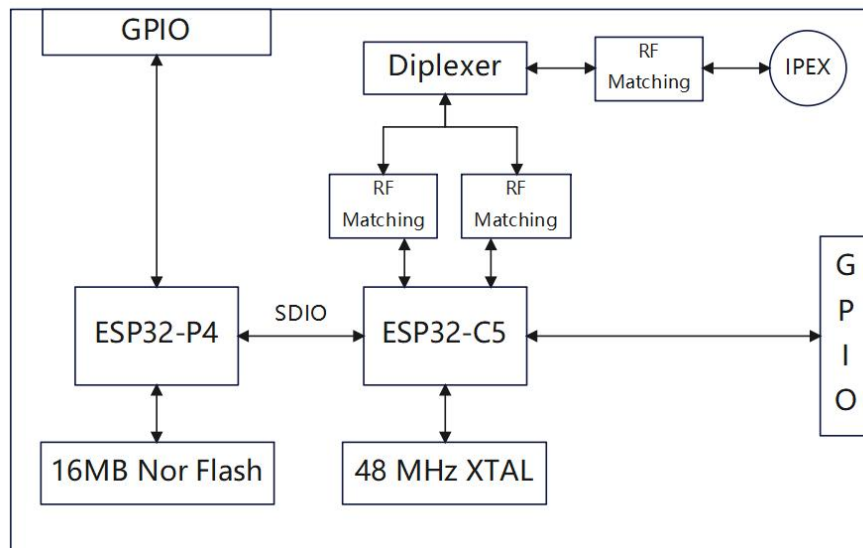 GPIO
Diplexer
RF
Matching
IPEX
RF
Matching
RF
Matching
G
P
I
O
ESP32-P4
SDIO
ESP32-C5
16MB Nor Flash
48 MHz XTAL